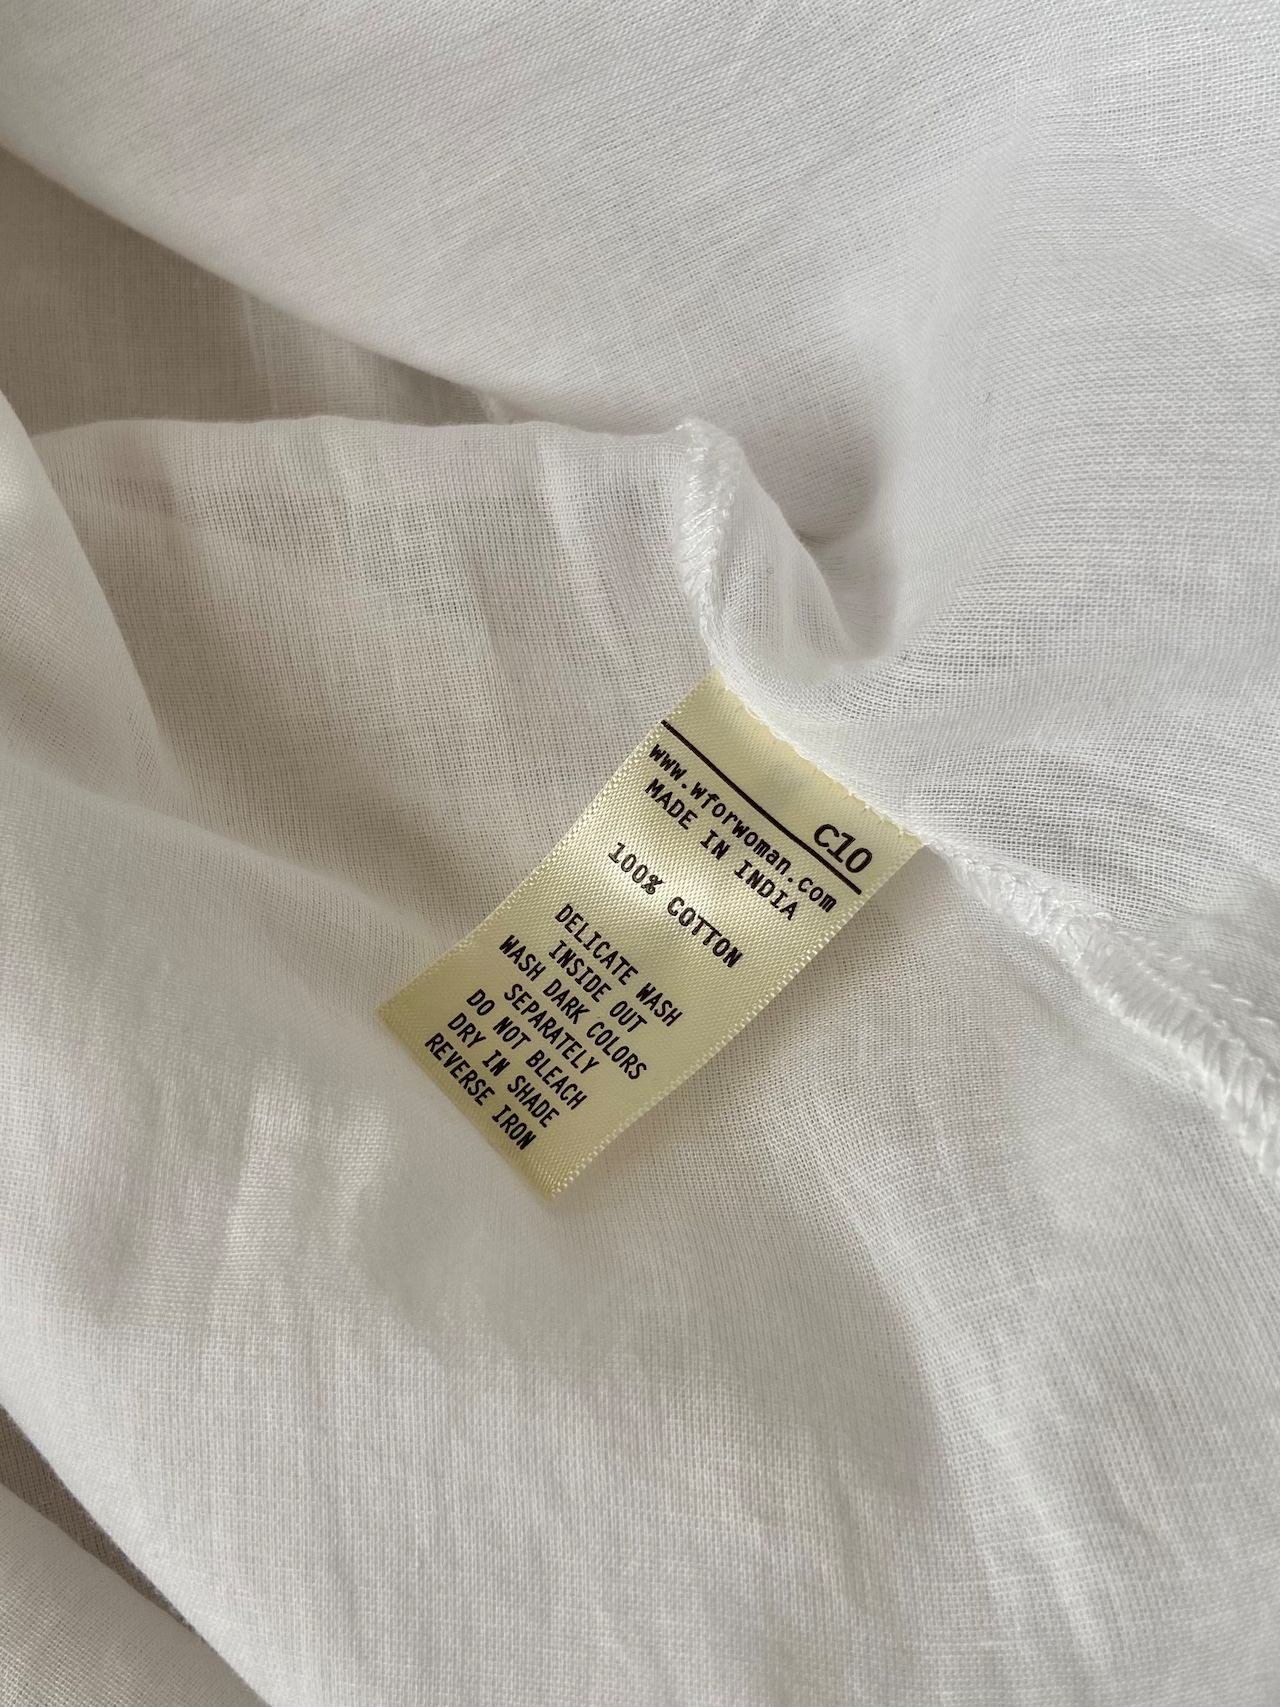 C10
www.wforwoman.com
MADE IN INDIA
100% COTTON
DELICATE WASH
INSIDE OUT
WASH DARK COLORS
SEPARATELY
DO NOT BLEACH
DRY IN SHADE
REVERSE IRON